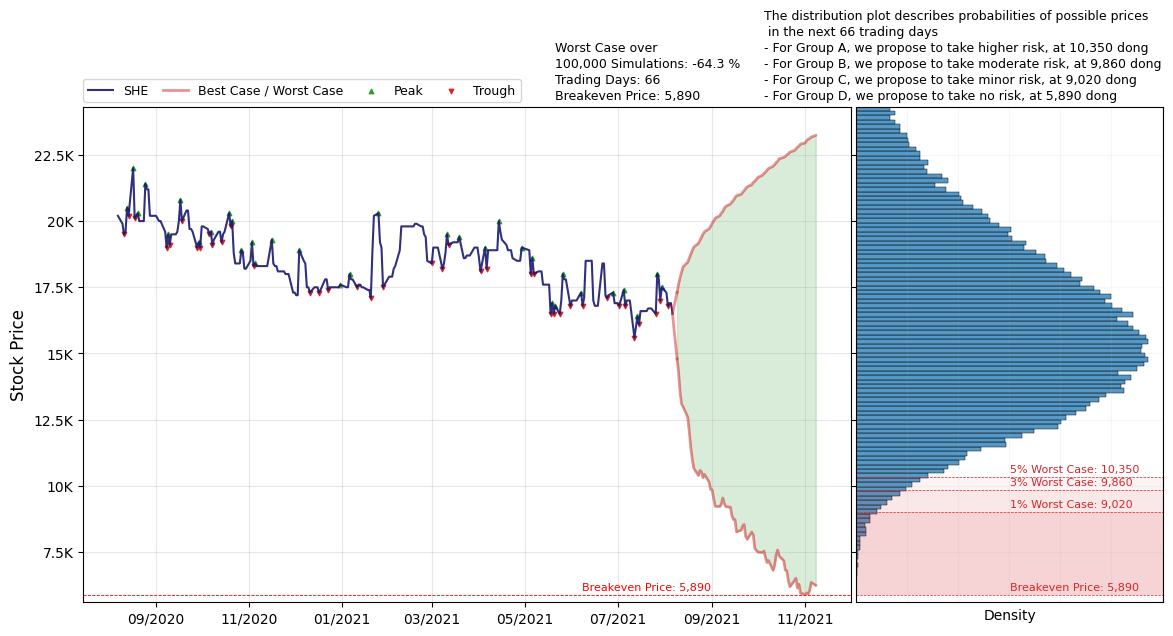 The distribution plot describes probabilities of possible prices
in the next 66 trading days
- For Group A, we propose to take higher risk, at 10,350 dong
- For Group B, we propose to take moderate risk, at 9,860 dong
- For Group C, we propose to take minor risk, at 9,020 dong
- For Group D, we propose to take no risk, at 5,890 dong
Worst Case over
100,000 Simulations: -64.3 %
Trading Days: 66
Breakeven Price: 5,890
SHE
Best Case / Worst Case
Peak
Trough
Stock Price
22.5K
20K
17.5K
15K
12.5K
10K
7.5K
Breakeven Price: 5,890
09/2020
11/2020
01/2021
03/2021
05/2021
07/2021
09/2021
11/2021
5% Worst Case: 10,350
3% Worst Case: 9,860
1% Worst Case: 9,020
Breakeven Price: 5,890
Density